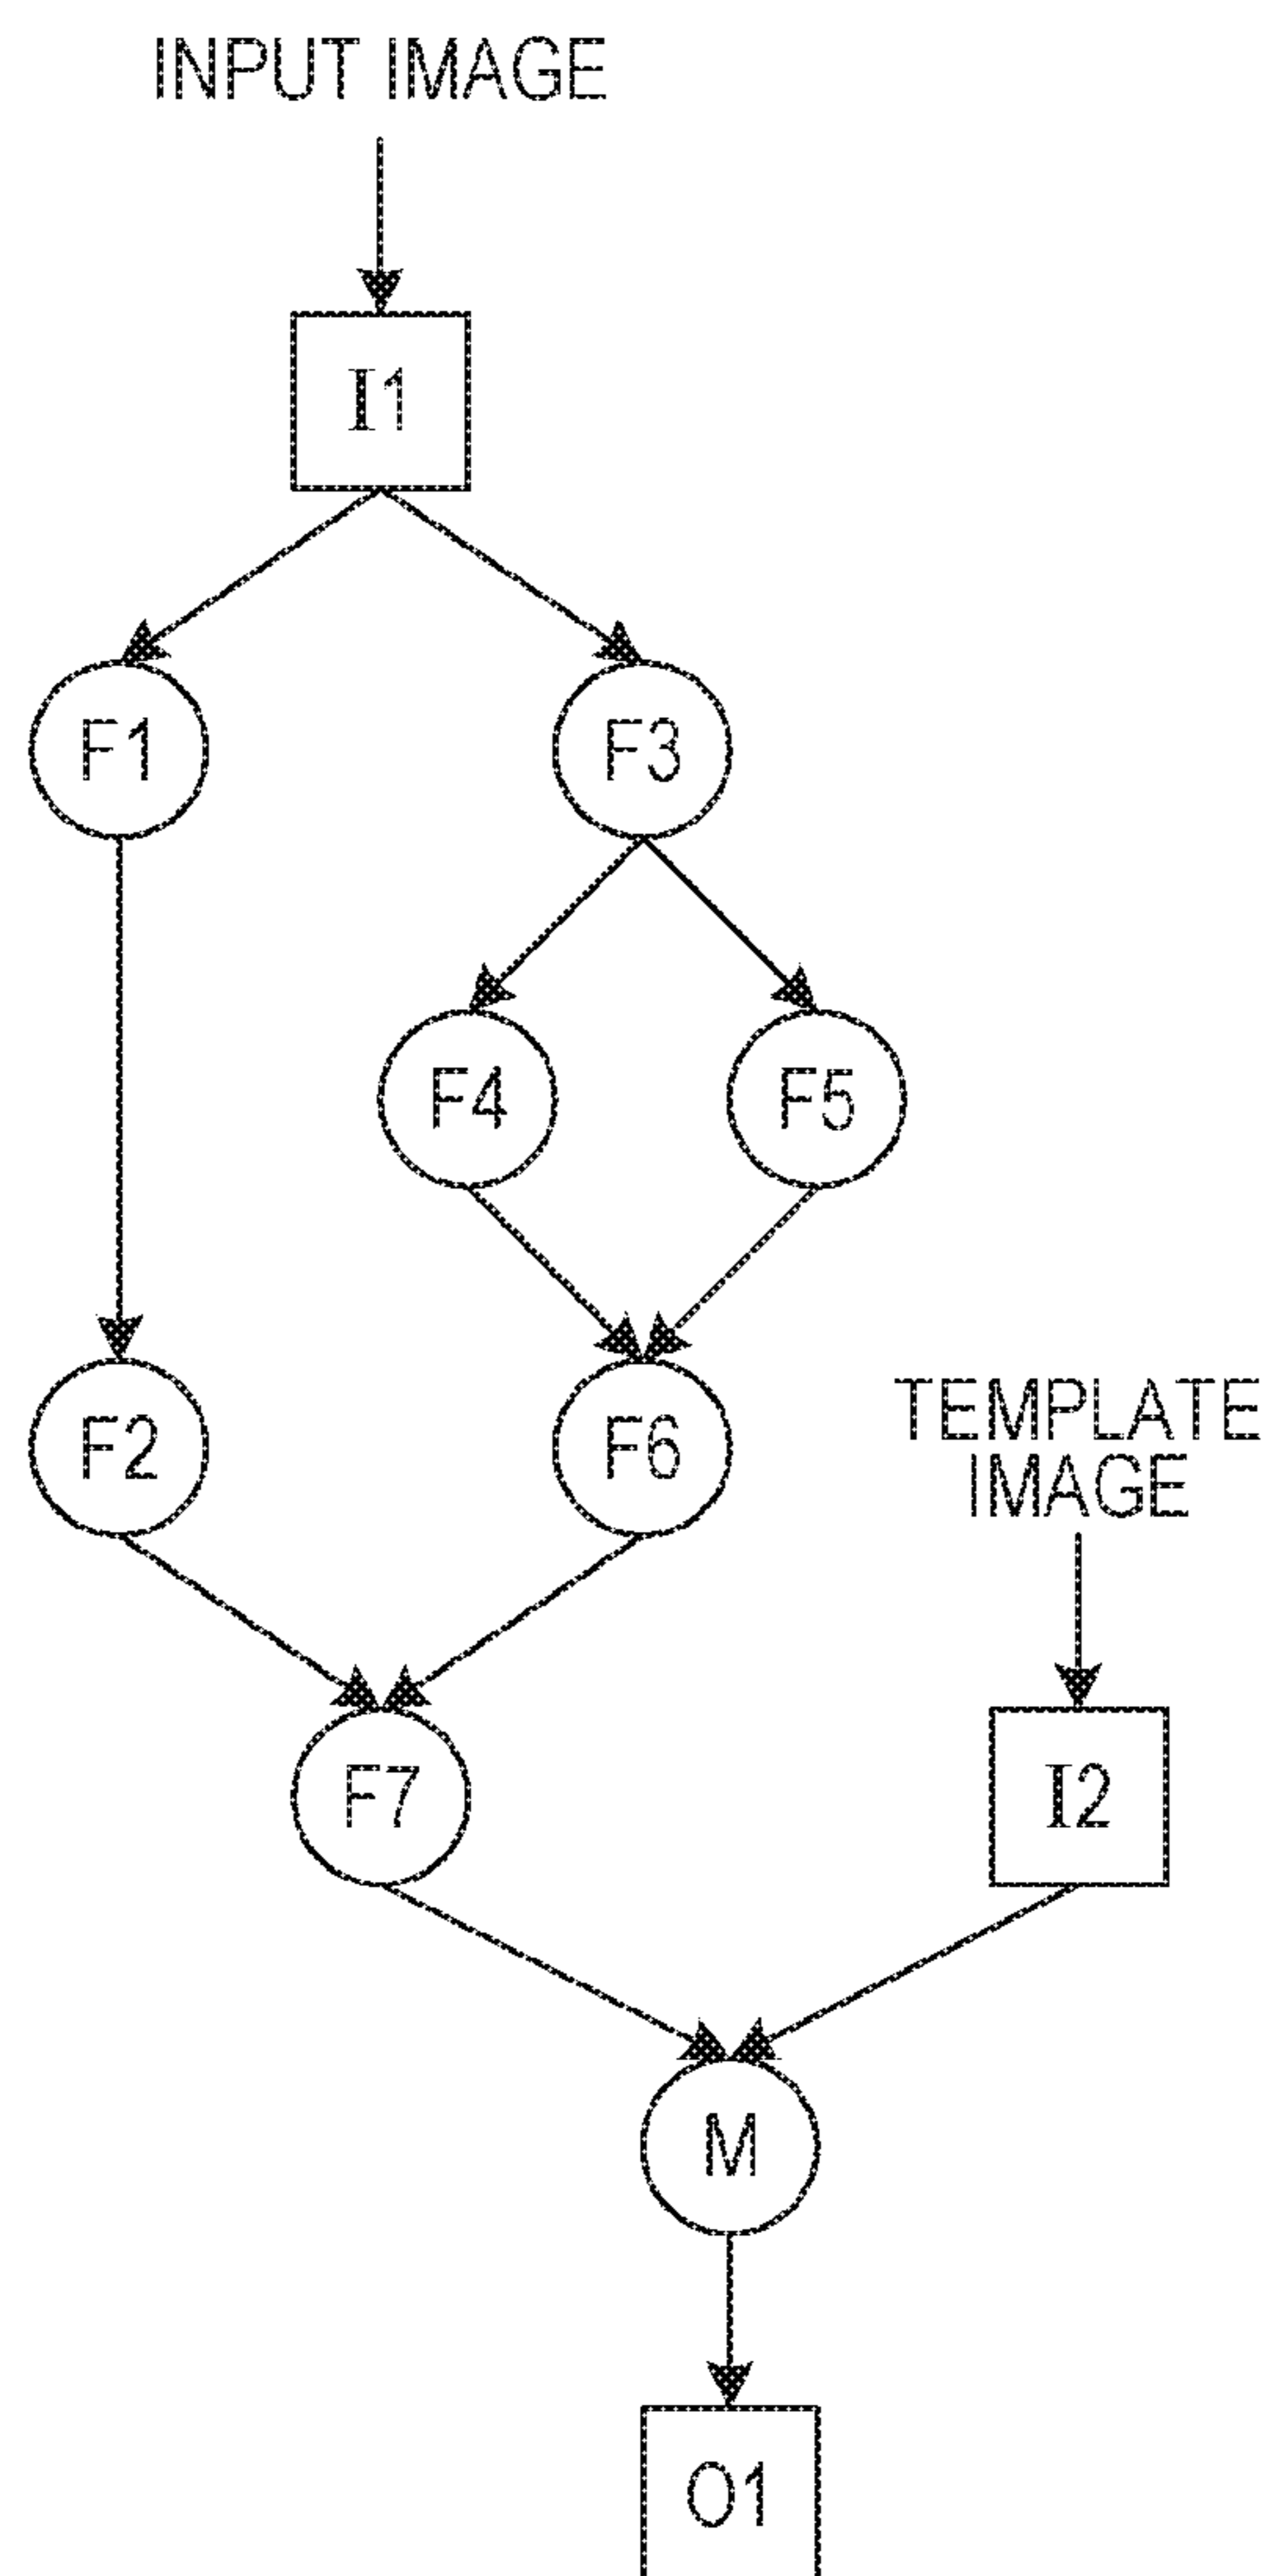 INPUT IMAGE
I1
F1
F3
F4
F5
F2
F6
TEMPLATE
IMAGE
F7
I2
M
O1